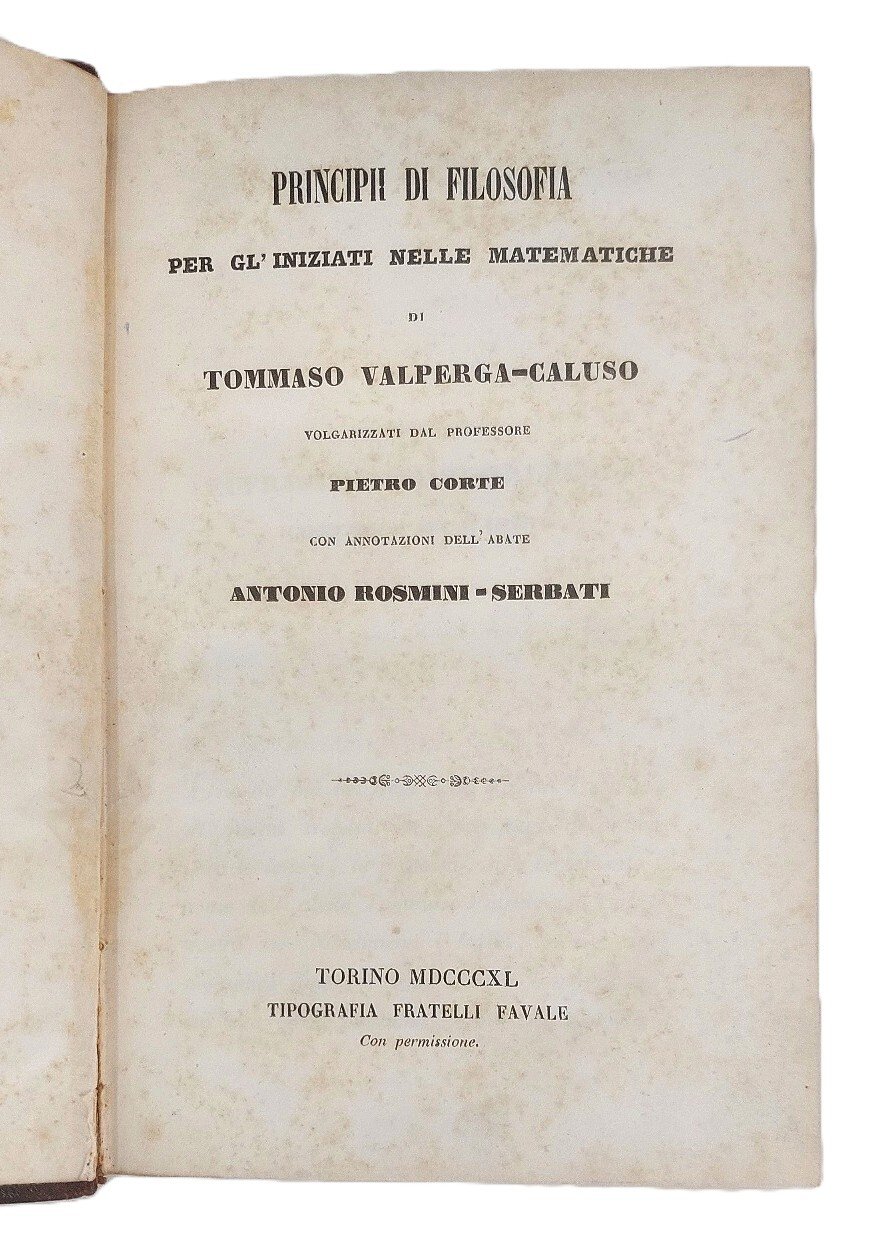 PRINCIPII DI FILOSOFIA
PER GL' INIZIATI NELLE MATEMATICHE
DI
TOMMASO VALPERGA-CALUSO
VOLGARIZZATI DAL PROFESSORE
PIETRO CORTE
CON ANNOTAZIONI DELL' ABATE
ANTONIO ROSMINI-SERBATI
TORINO MDCCCXL
TIPOGRAFIA FRATELLI FAVALE
Con permissione.